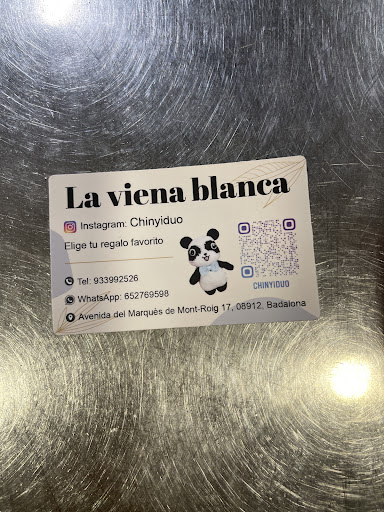 La viena blanca
Instagram: Chinyiduo
Elige tu regalo favorito
CHINYIDUO
Tel: 933992526
WhatsApp: 652769598
Avenida del Marquès de Mont-Roig 17, 08912, Badalona